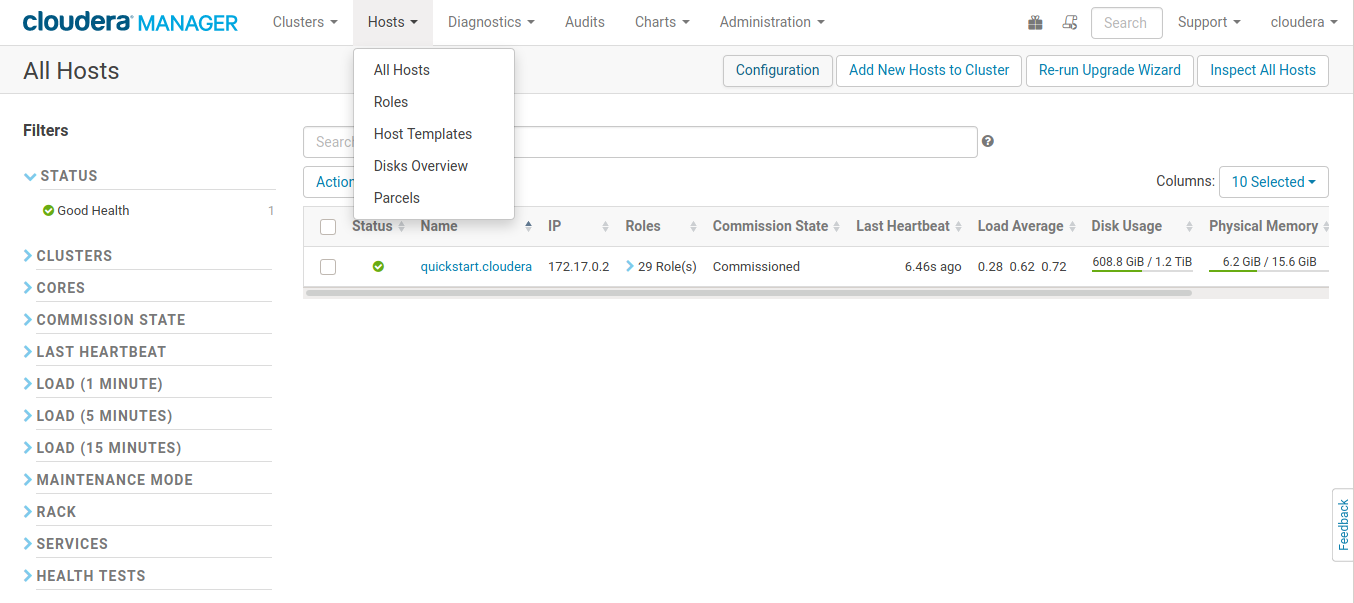 cloudera MANAGER Clusters Hosts Diagnostics Audits Charts Administration Search Support cloudera
All Hosts Configuration Add New Hosts to Cluster Re-run Upgrade Wizard Inspect All Hosts
All Hosts
Roles
Host Templates
Disks Overview
Parcels
Filters
STATUS
Good Health 1
CLUSTERS
CORES
COMMISSION STATE
LAST HEARTBEAT
LOAD (1 MINUTE)
LOAD (5 MINUTES)
LOAD (15 MINUTES)
MAINTENANCE MODE
RACK
SERVICES
HEALTH TESTS
Searc
Action
Columns: 10 Selected
Status Name IP Roles Commission State Last Heartbeat Load Average Disk Usage Physical Memory
quickstart.cloudera 172.17.0.2 29 Role(s) Commissioned 6.46s ago 0.28 0.62 0.72 608.8 GiB / 1.2 TiB 6.2 GiB / 15.6 GiB
Feedback